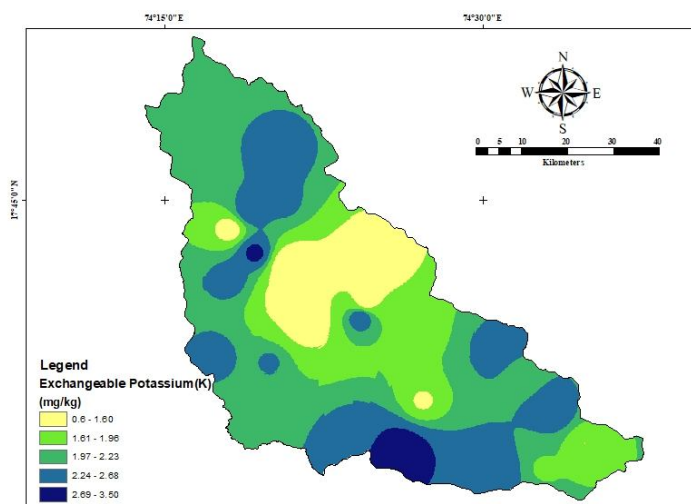 74°15'0"E
74°30'0"E
17°45'0"N
N
W
E
S
0 5 10 20 30 40
Kilometers
Legend
Exchangeable Potassium(K)
(mg/kg)
0.6 - 1.60
1.61 - 1.96
1.97 - 2.23
2.24 - 2.68
2.69 - 3.50